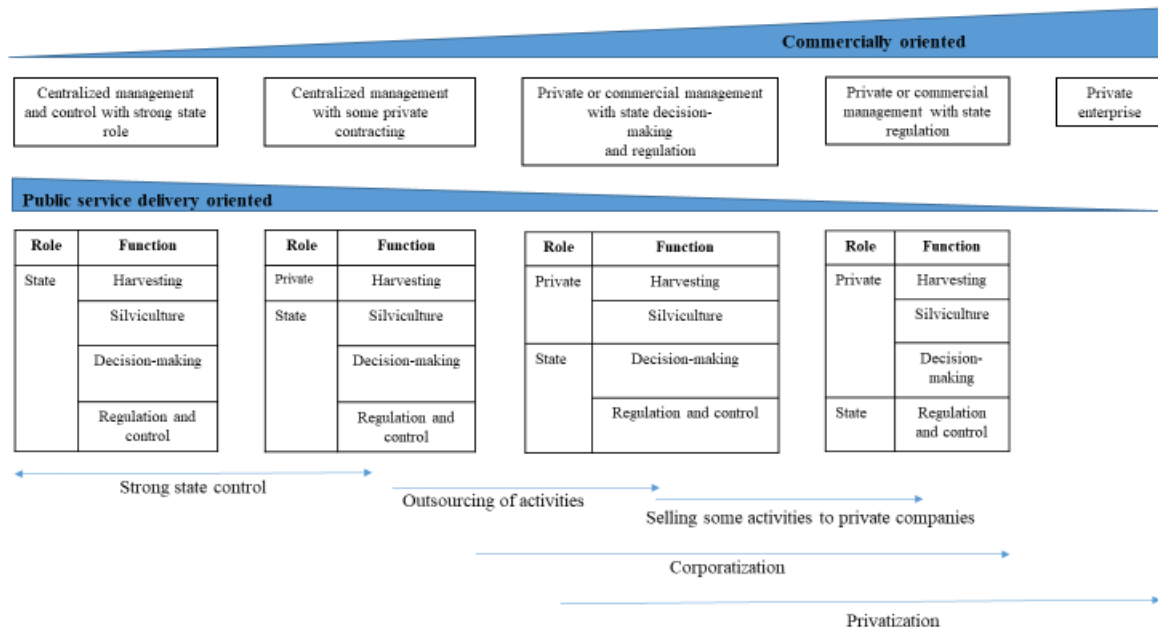 Commercially oriented
Centralized management
and control with strong state
role
Centralized management
with some private
contracting
Private or commercial management
with state decision-
making
and regulation
Private or commercial
management with state
regulation
Private
enterprise
Public service delivery oriented
Role Function
State Harvesting
Silviculture
Decision-making
Regulation and
control
Role Function
Private Harvesting
State Silviculture
Decision-making
Regulation and
control
Role Function
Private Harvesting
Silviculture
State Decision-making
Regulation and control
Role Function
Private Harvesting
Silviculture
Decision-
making
State Regulation
and control
Strong state control
Outsourcing of activities
Selling some activities to private companies
Corporatization
Privatization